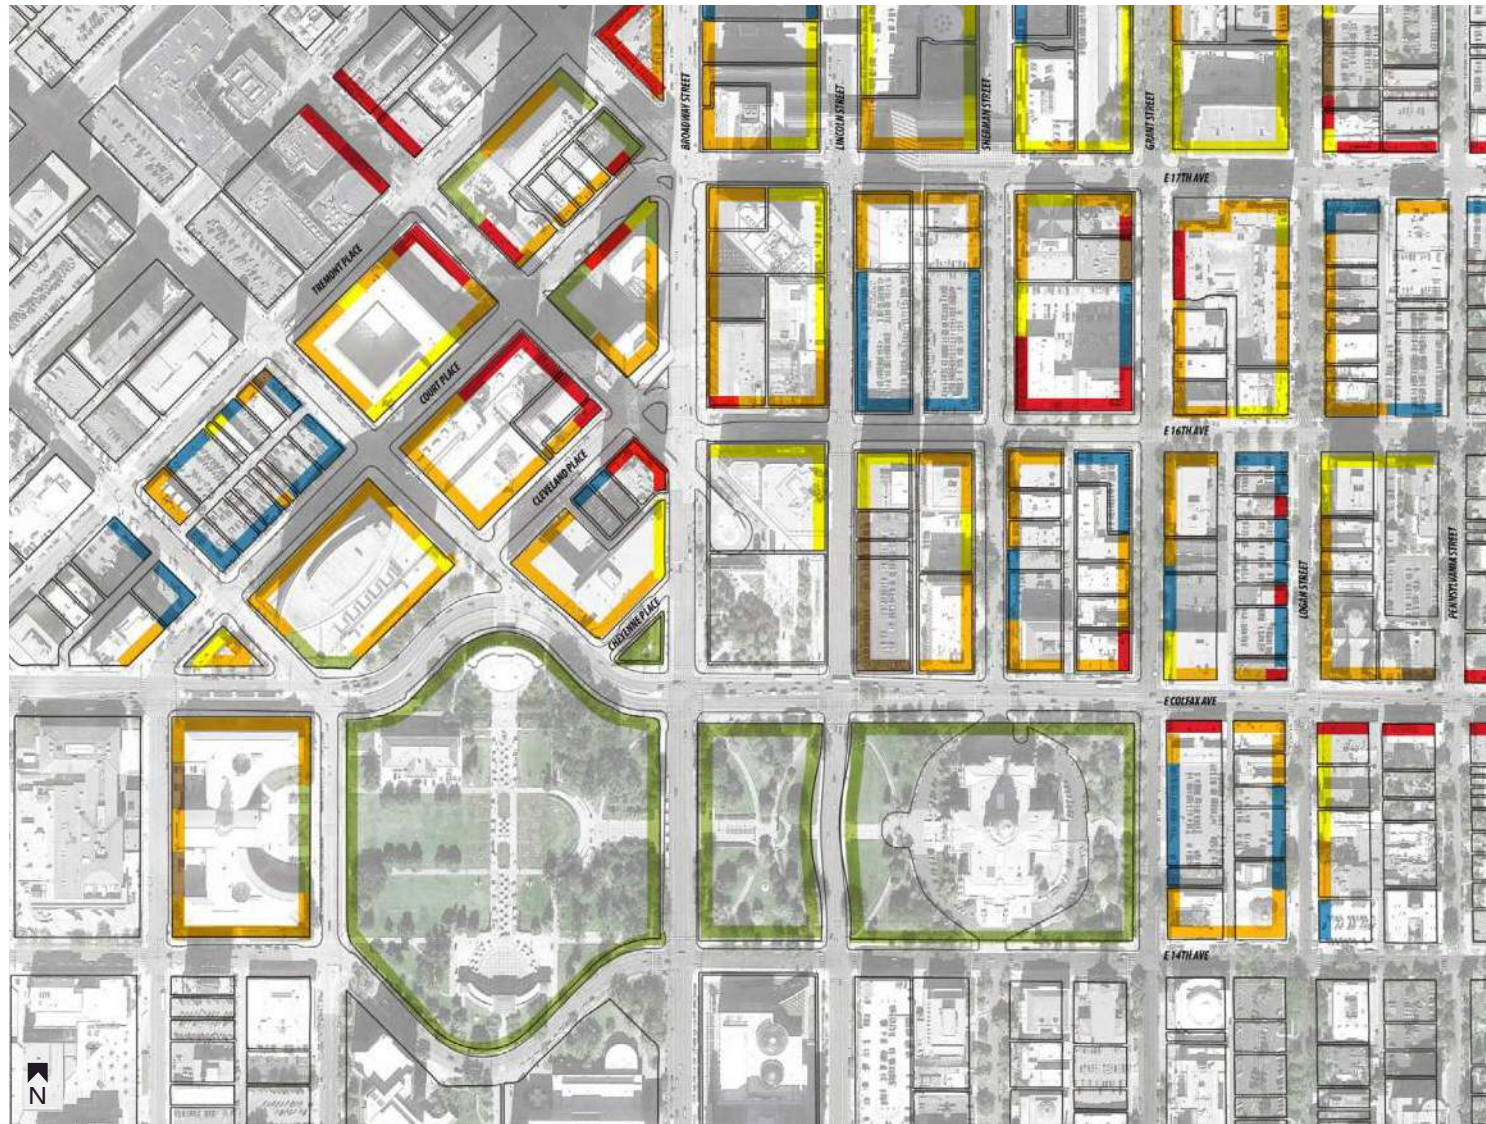 BROADWAY STREET
LINCOLN STREET
SHERMAN STREET
GRANT STREET
E 17TH AVE
TREMONT PLACE
COURT PLACE
E 16TH AVE
CLEVELAND PLACE
PENNSYLVANIA STREET
LOGAN STREET
CHEYENNE PLACE
E COLFAX AVE
E 14TH AVE
N